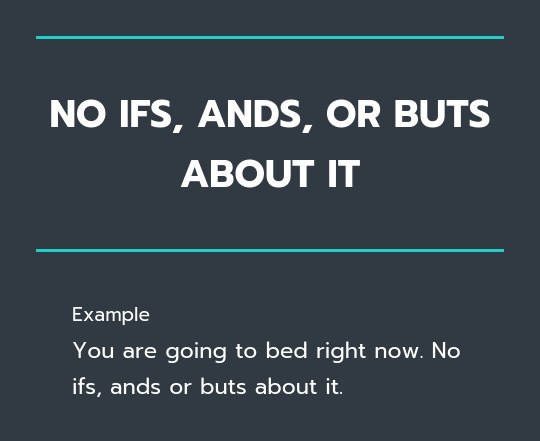 NO IFS, ANDS, OR BUTS
ABOUT IT
Example
You are going to bed right now. No
ifs, ands or buts about it.